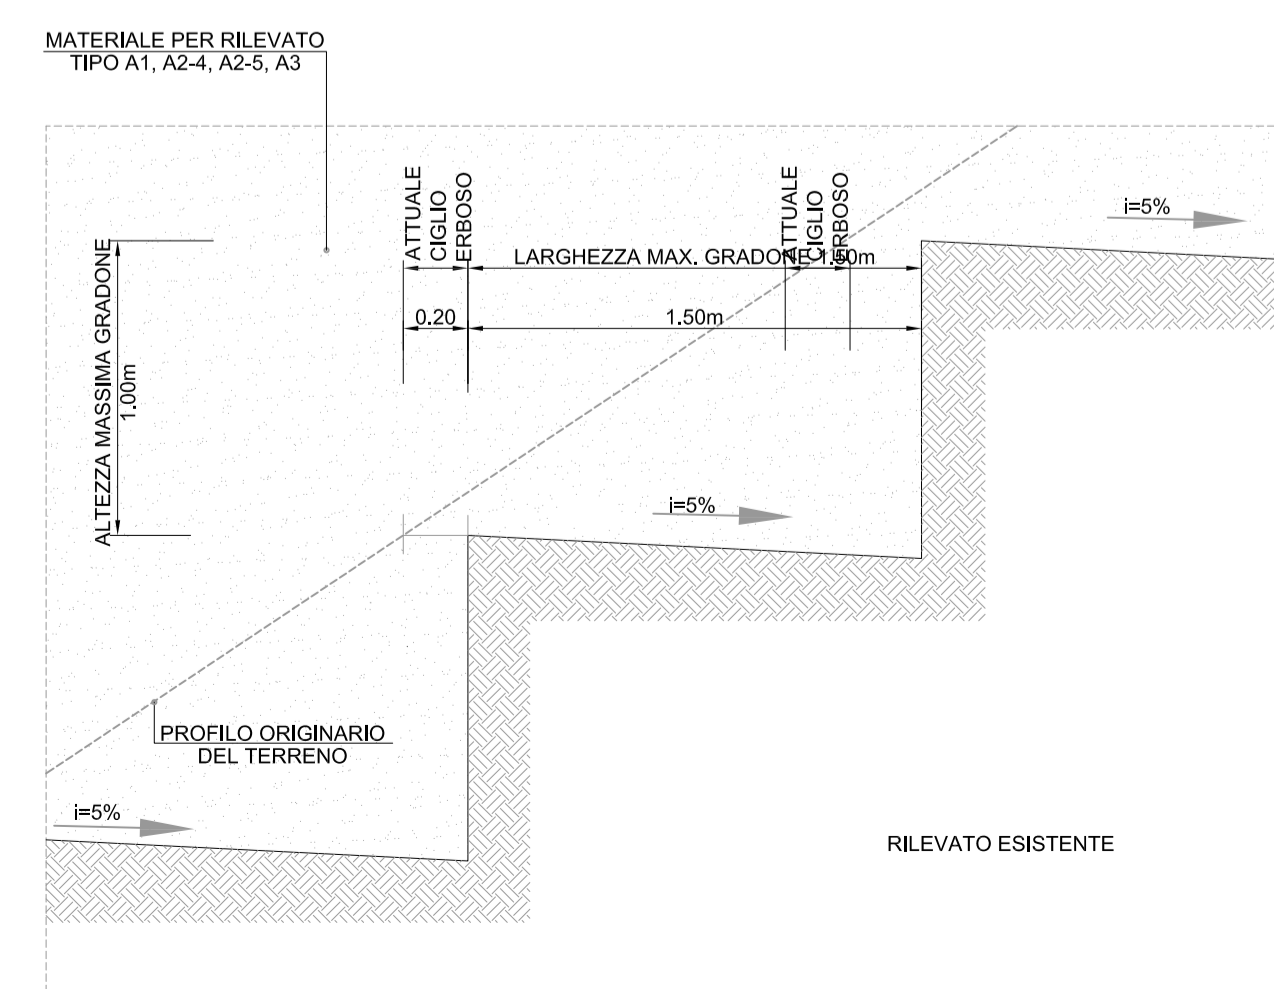 MATERIALE PER RILEVATO
TIPO A1, A2-4, A2-5, A3
ATTUALE
CIGLIO
ERBOSO
ATTUALE
CIGLIO
ERBOSO
i=5%
LARGHEZZA MAX. GRADONE 1.50m
0.20
1.50m
ALTEZZA MASSIMA GRADONE
1.00m
i=5%
PROFILO ORIGINARIO
DEL TERRENO
i=5%
RILEVATO ESISTENTE